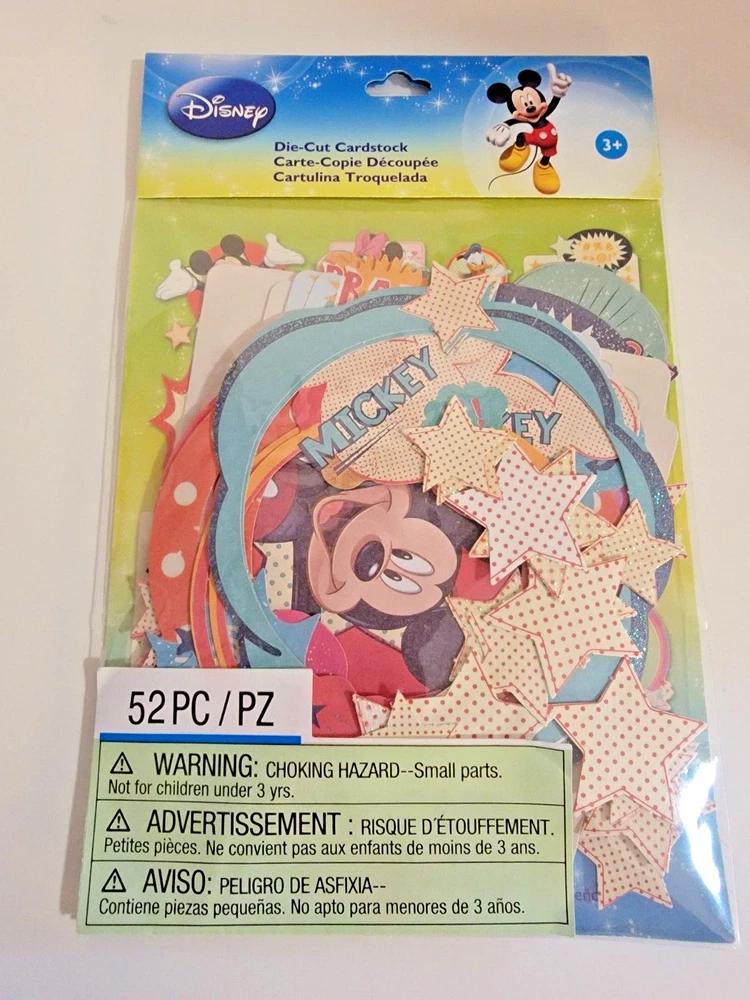 Disney
Die-Cut Cardstock
Carte-Copie Découpée
Cartulina Troquelada
3+
MICKEY
KEY
52 PC / PZ
⚠ WARNING: CHOKING HAZARD--Small parts.
Not for children under 3 yrs.
⚠ ADVERTISSEMENT : RISQUE D'ÉTOUFFEMENT.
Petites pièces. Ne convient pas aux enfants de moins de 3 ans.
⚠ AVISO: PELIGRO DE ASFIXIA--
Contiene piezas pequeñas. No apto para menores de 3 años.